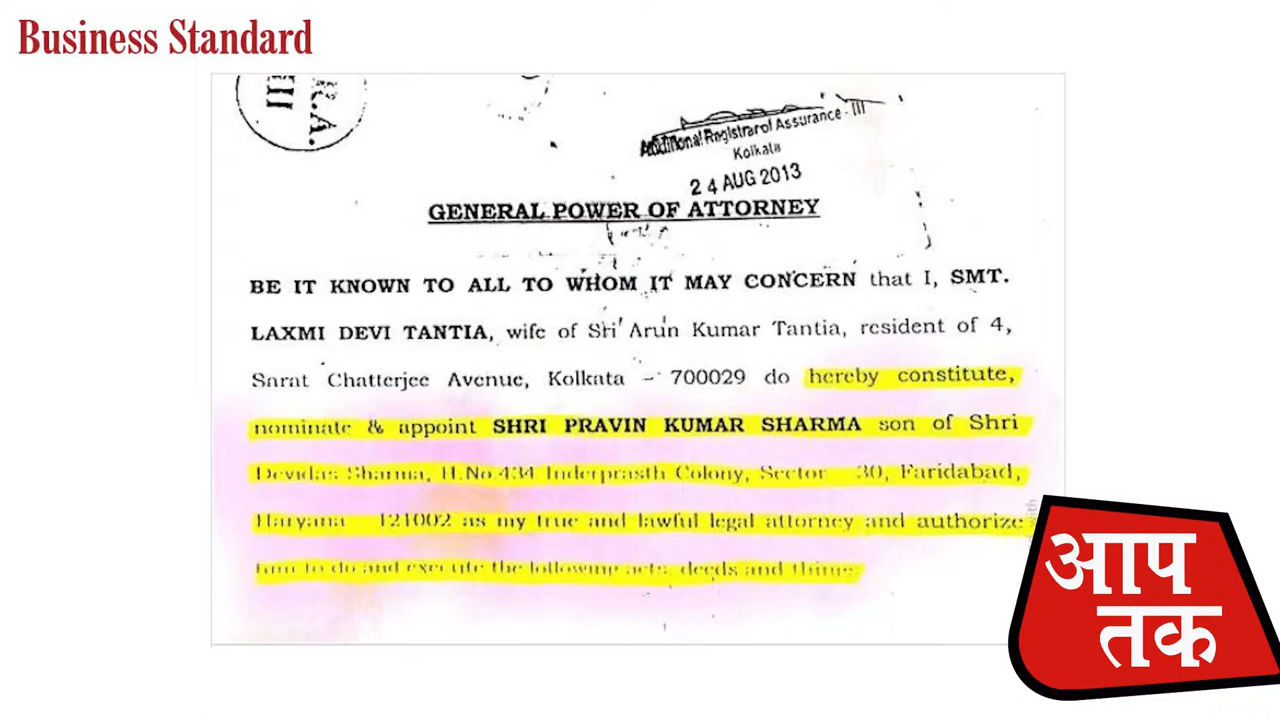 Business Standard
R.A.
III
Additional Registrar of Assurance - III
Kolkata
24 AUG 2013
GENERAL POWER OF ATTORNEY
BE IT KNOWN TO ALL TO WHOM IT MAY CONCERN that I, SMT.
LAXMI DEVI TANTIA, wife of Sri Arun Kumar Tantia, resident of 4,
Sarat Chatterjee Avenue, Kolkata - 700029 do hereby constitute,
nominate & appoint SHRI PRAVIN KUMAR SHARMA son of Shri
Devidas Sharma, H.No.434 Inderprasth Colony, Sector 30, Faridabad,
Haryana 121002 as my true and lawful legal attorney and authorize
him to do and execute the following acts, deeds and things:
आप
तक